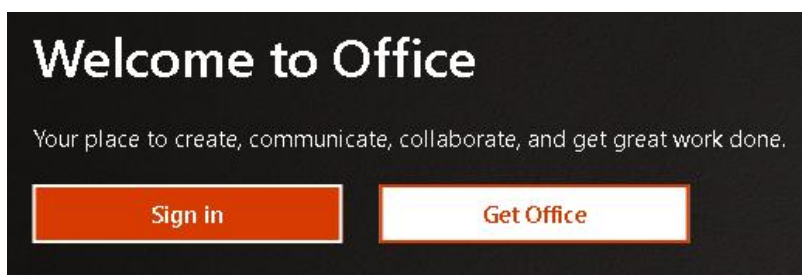 Welcome to Office
Your place to create, communicate, collaborate, and get great work done.
Sign in
Get Office